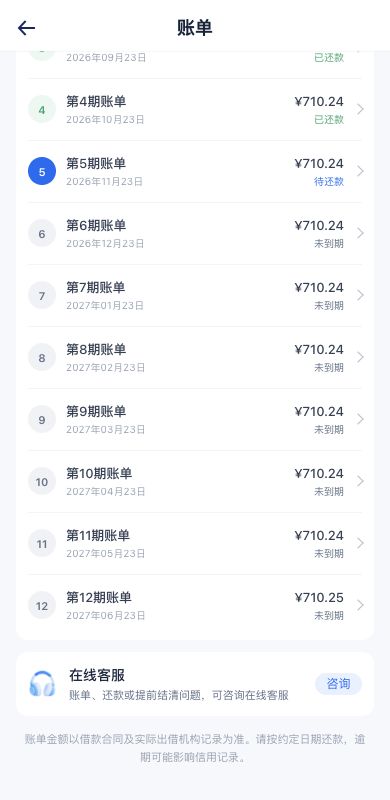 账单
2026年09月23日
已还款
4
第4期账单
¥710.24
2026年10月23日
已还款
5
第5期账单
¥710.24
2026年11月23日
待还款
6
第6期账单
¥710.24
2026年12月23日
未到期
7
第7期账单
¥710.24
2027年01月23日
未到期
8
第8期账单
¥710.24
2027年02月23日
未到期
9
第9期账单
¥710.24
2027年03月23日
未到期
10
第10期账单
¥710.24
2027年04月23日
未到期
11
第11期账单
¥710.24
2027年05月23日
未到期
12
第12期账单
¥710.25
2027年06月23日
未到期
在线客服
账单、还款或提前结清问题，可咨询在线客服
咨询
账单金额以借款合同及实际出借机构记录为准。请按约定日期还款，逾
期可能影响信用记录。